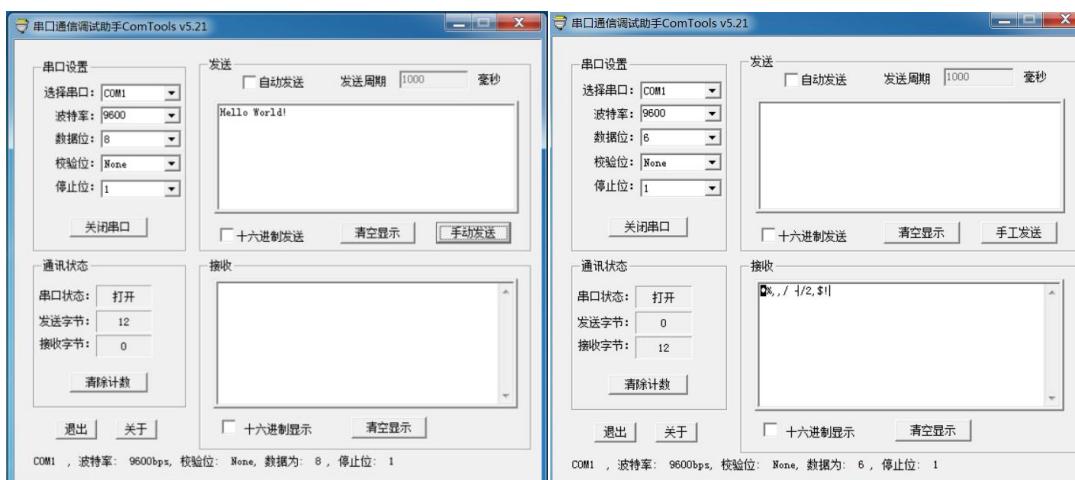 串口通信调试助手ComTools v5.21
串口设置
选择串口: COM1
波特率: 9600
数据位: 8
校验位: None
停止位: 1
关闭串口
发送
自动发送 发送周期 1000 毫秒
Hello World!
十六进制发送 清空显示 手动发送
通讯状态
串口状态: 打开
发送字节: 12
接收字节: 0
清除计数
接收
退出 关于
十六进制显示 清空显示
COM1 , 波特率: 9600bps, 校验位: None, 数据为: 8 , 停止位: 1
串口通信调试助手ComTools v5.21
串口设置
选择串口: COM1
波特率: 9600
数据位: 6
校验位: None
停止位: 1
关闭串口
发送
自动发送 发送周期 1000 毫秒
十六进制发送 清空显示 手工发送
通讯状态
串口状态: 打开
发送字节: 0
接收字节: 12
清除计数
接收
%,,/ ┤/2,$!
退出 关于
十六进制显示 清空显示
COM1 , 波特率: 9600bps, 校验位: None, 数据为: 6 , 停止位: 1